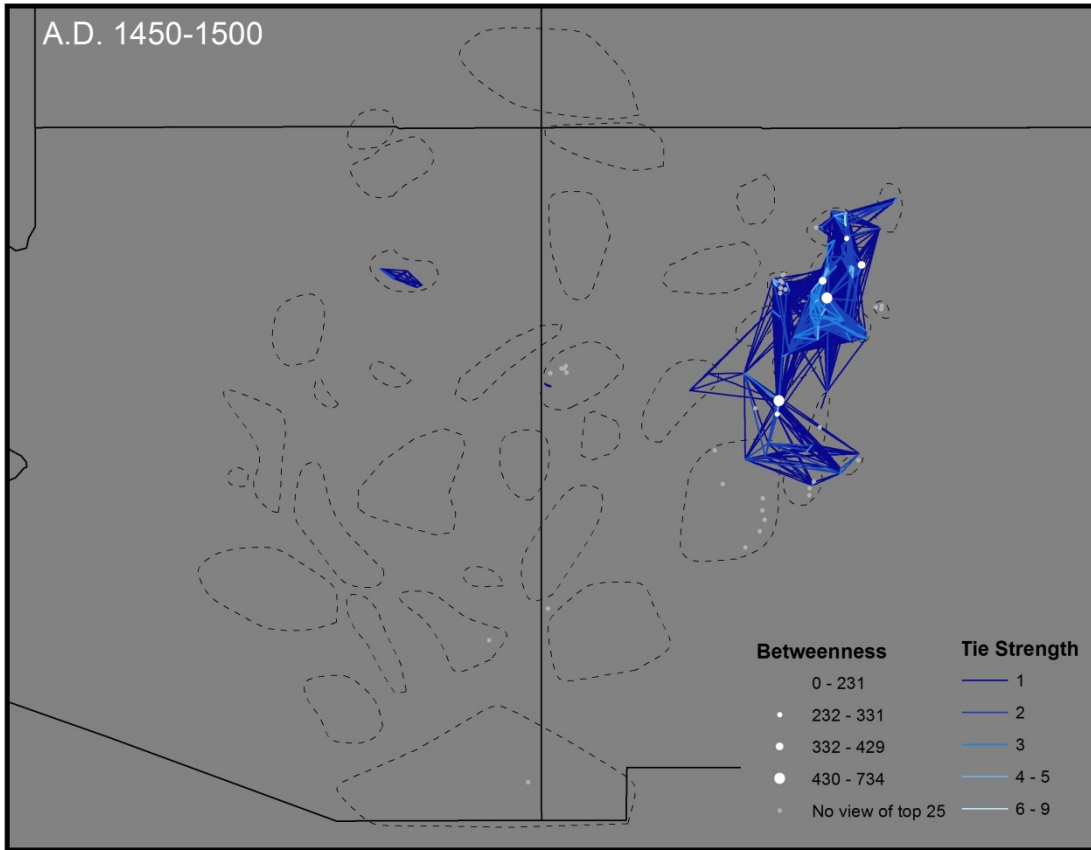 A.D. 1450-1500
Betweenness
0 - 231
232 - 331
332 - 429
430 - 734
No view of top 25
Tie Strength
1
2
3
4 - 5
6 - 9